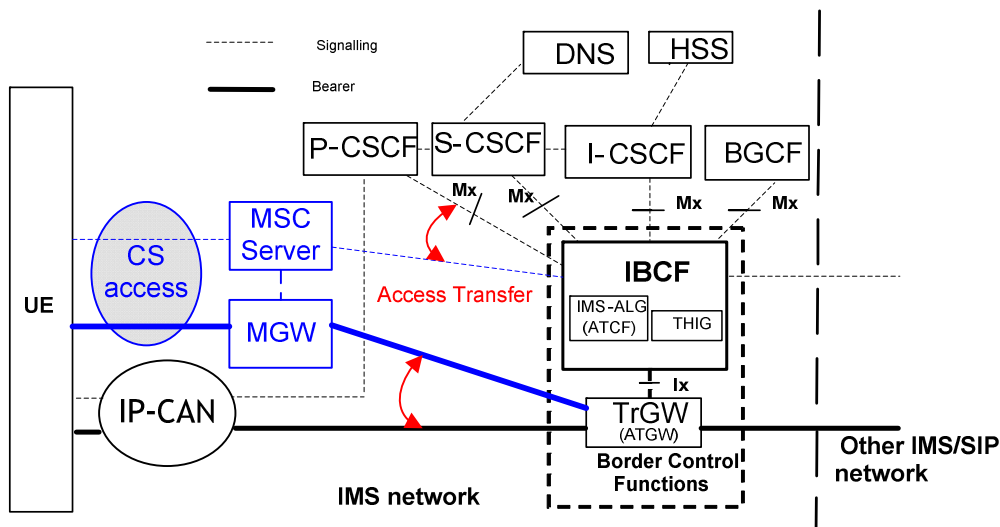 Signalling
Bearer
DNS
HSS
P-CSCF
S-CSCF
I-CSCF
BGCF
Mx
Mx
Mx
Mx
UE
CS
access
MSC
Server
MGW
IP-CAN
Access Transfer
IBCF
IMS-ALG
(ATCF)
THIG
Ix
TrGW
(ATGW)
Border Control
Functions
IMS network
Other IMS/SIP
network